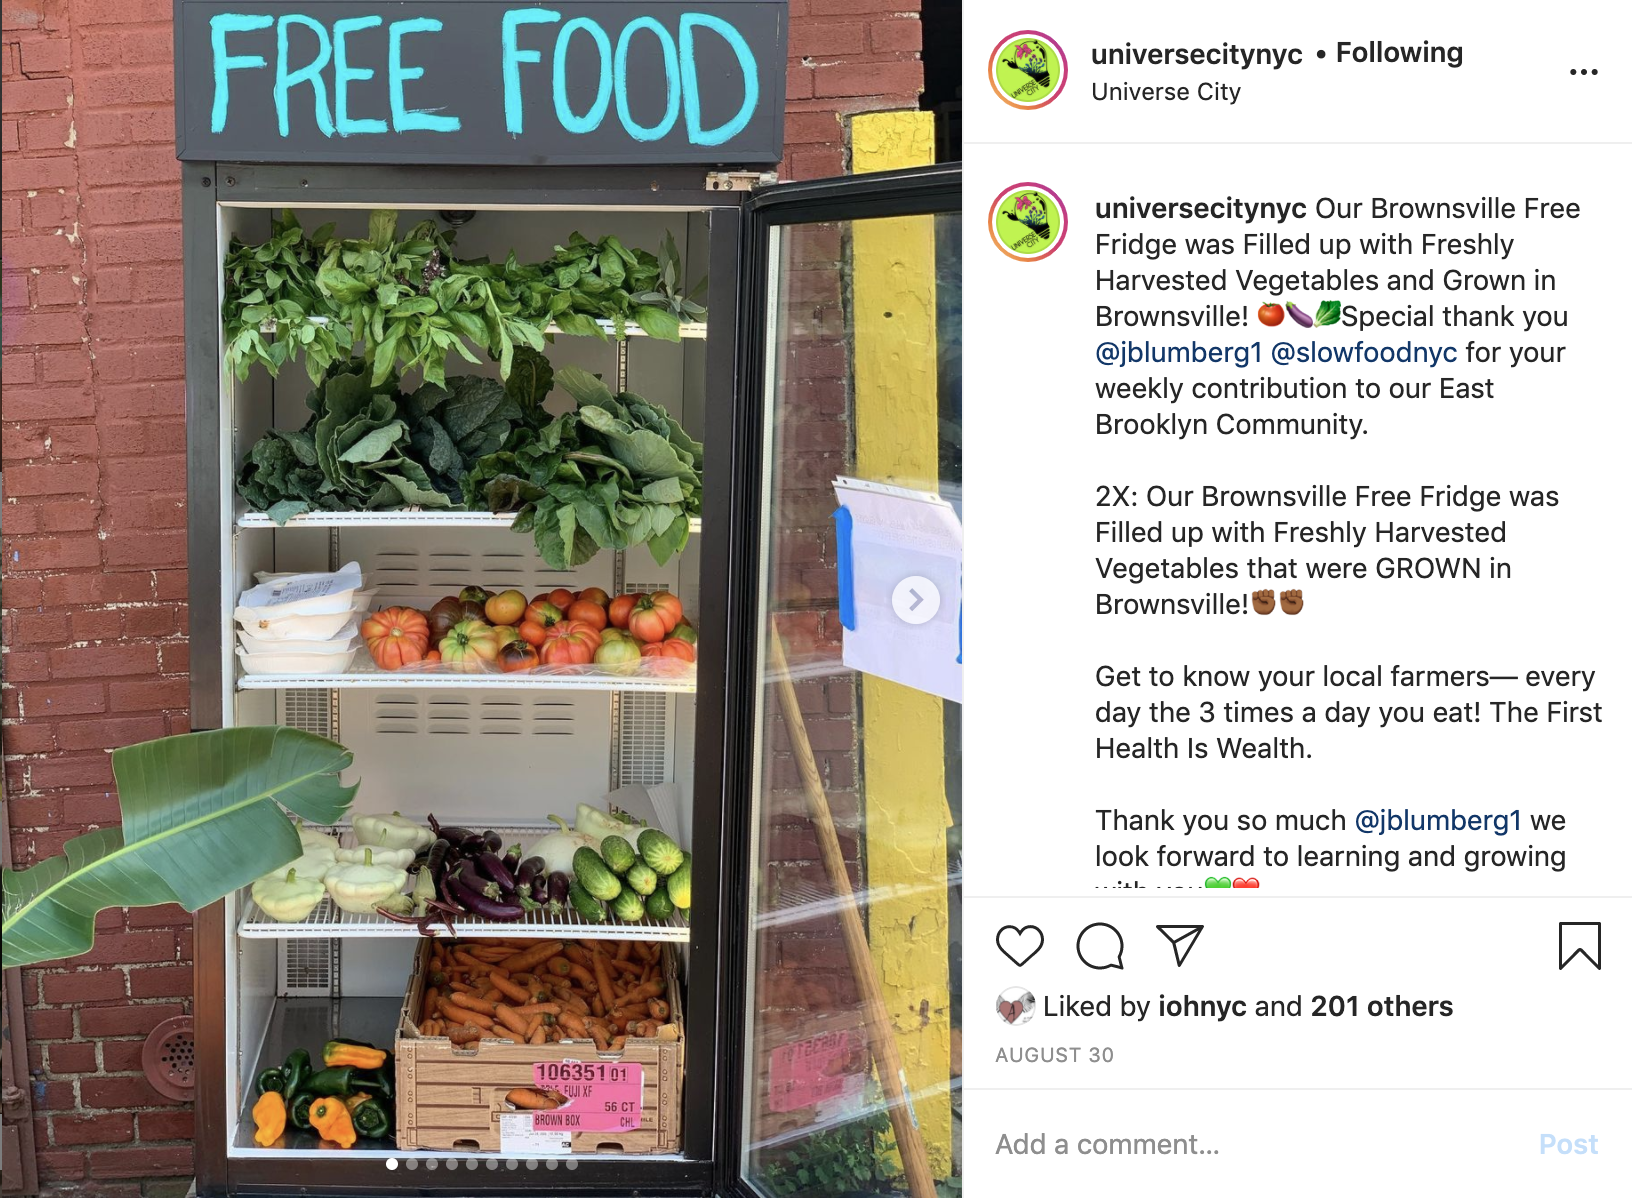 FREE FOOD
106351 01
FUJI XF
56 CT
BROWN BOX CHL
universecitynyc • Following
Universe City
universecitynyc Our Brownsville Free
Fridge was Filled up with Freshly
Harvested Vegetables and Grown in
Brownsville! 🍅🍆🥬Special thank you
@jblumberg1 @slowfoodnyc for your
weekly contribution to our East
Brooklyn Community.
2X: Our Brownsville Free Fridge was
Filled up with Freshly Harvested
Vegetables that were GROWN in
Brownsville!✊🏾✊🏾
Get to know your local farmers— every
day the 3 times a day you eat! The First
Health Is Wealth.
Thank you so much @jblumberg1 we
look forward to learning and growing
with you💚❤️
Liked by iohnyc and 201 others
AUGUST 30
Add a comment...
Post